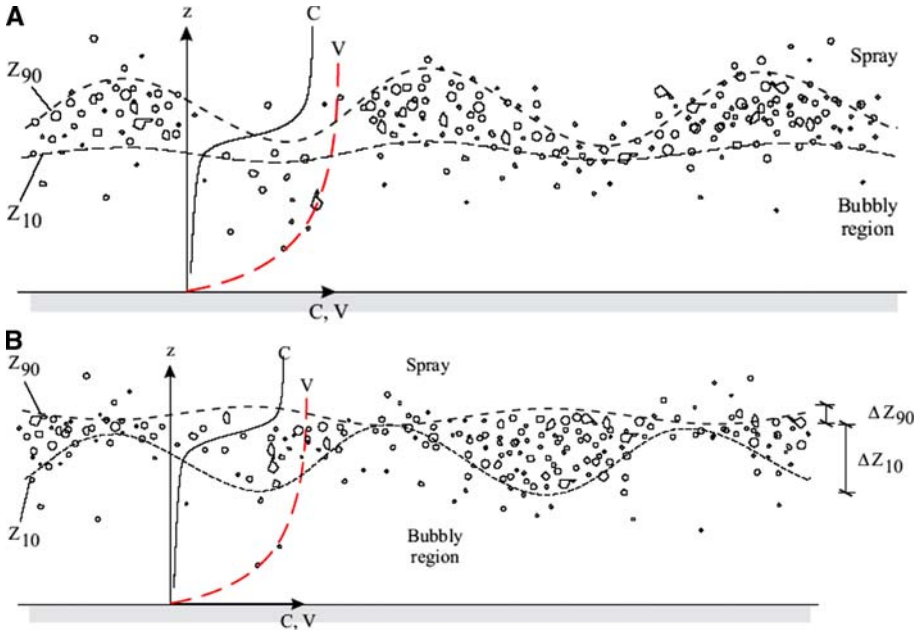 A
z
C
V
Z90
Spray
Z10
Bubbly
region
C, V
B
z
C
V
Z90
Spray
ΔZ90
ΔZ10
Z10
Bubbly
region
C, V